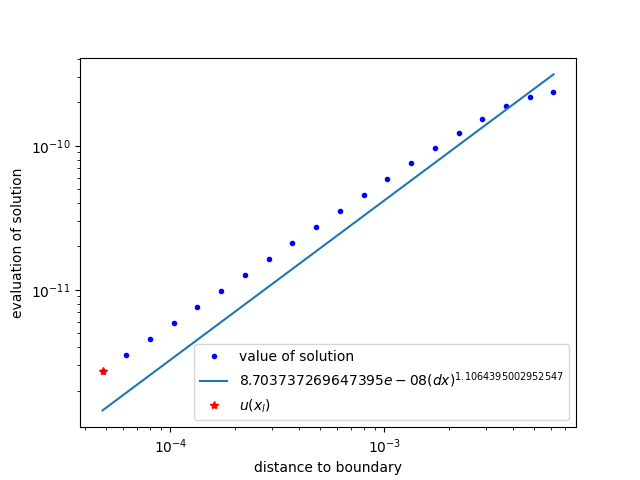 10⁻¹⁰
10⁻¹¹
evaluation of solution
value of solution
8.703737269647395e − 08(dx)^1.1064395002952547
u(x_l)
10⁻⁴ 10⁻³
distance to boundary